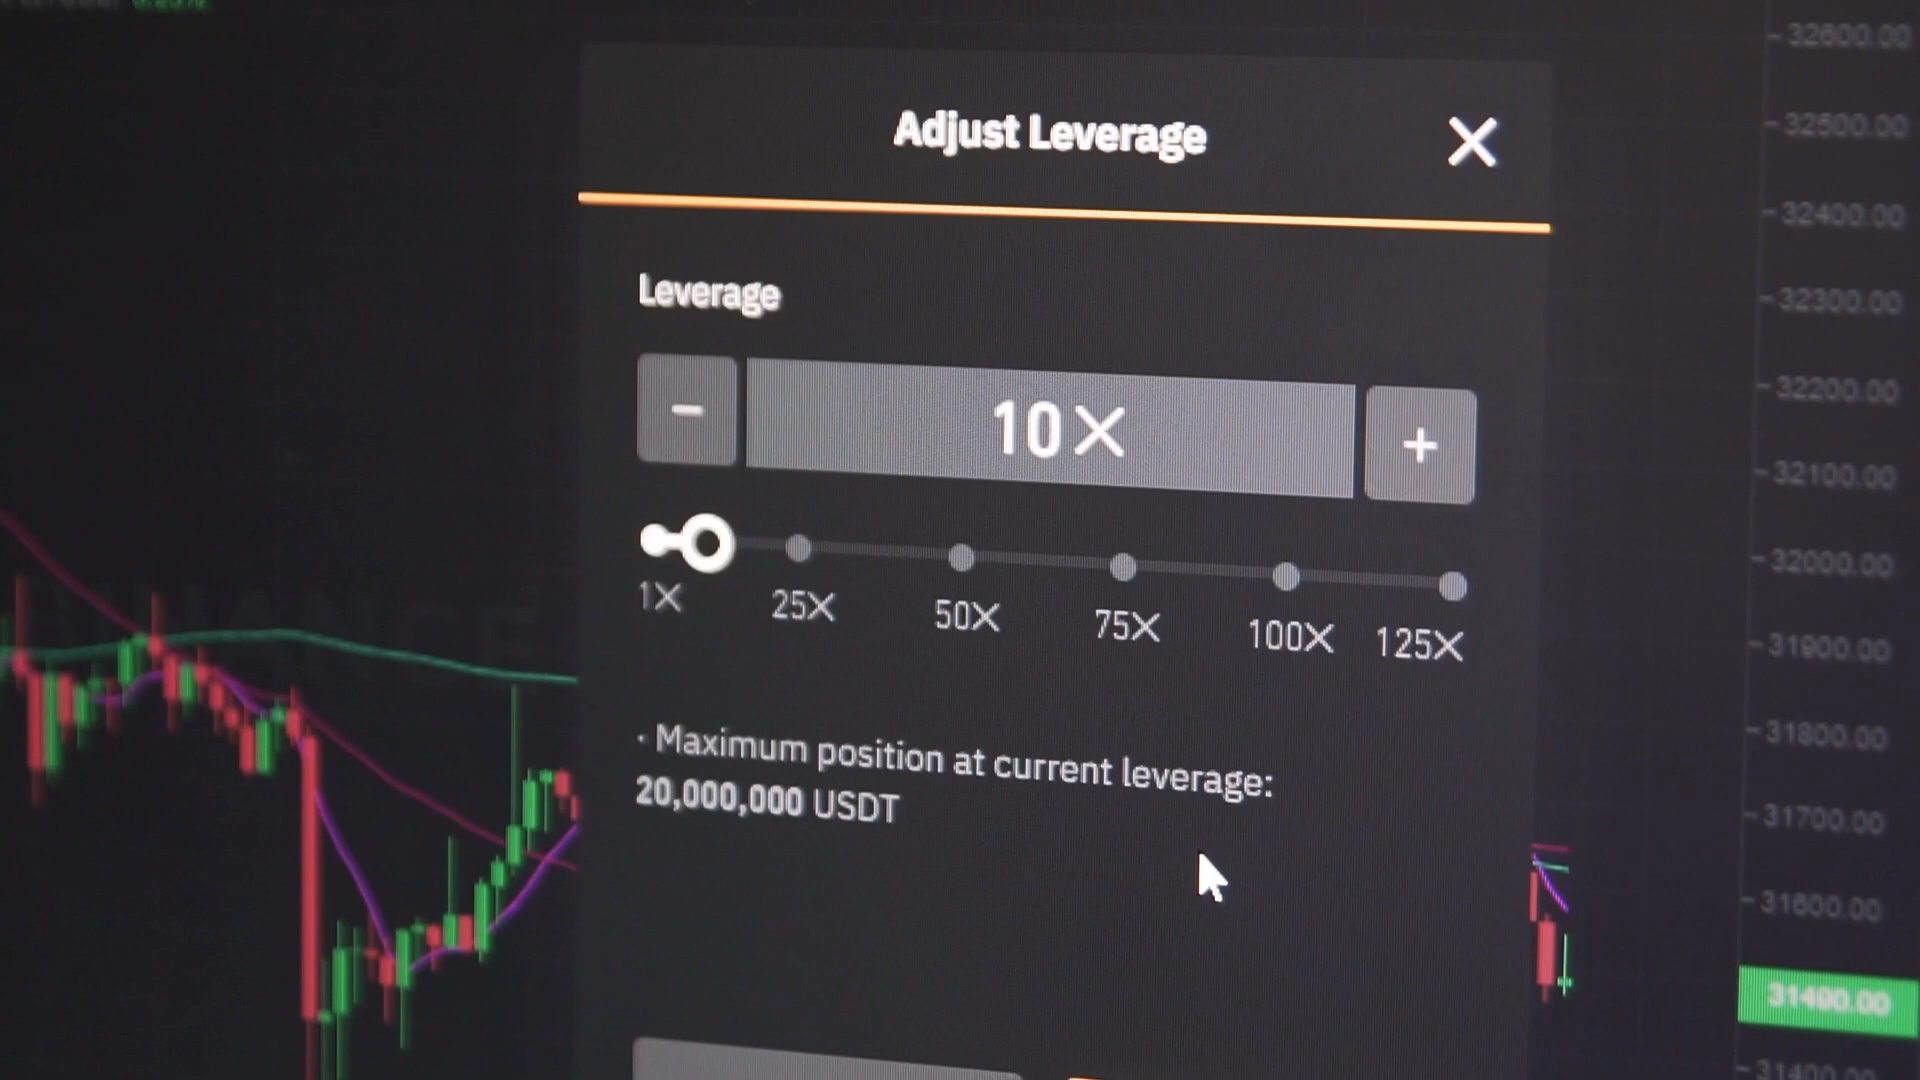 Adjust Leverage
Leverage
10X
1X
25X
50X
75X
100X
125X
· Maximum position at current leverage:
20,000,000 USDT
32600.00
32500.00
32400.00
32300.00
32200.00
32100.00
32000.00
31900.00
31800.00
31700.00
31600.00
31400.00